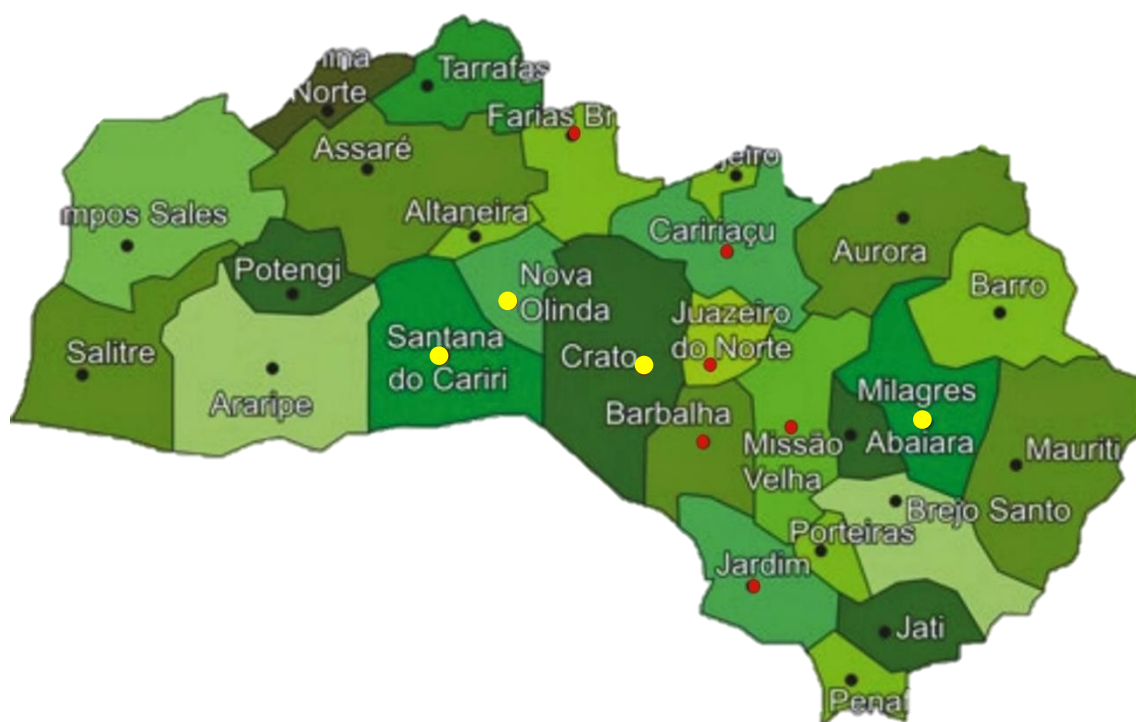 Norte
Tarrafas
Farias Br
Assaré
mpos Sales
Altaneira
Caririaçu
Aurora
Potengi
Nova
Olinda
Barro
Salitre
Santana
do Cariri
Juazeiro
do Norte
Crato
Araripe
Barbalha
Milagres
Abaiara
Missão
Velha
Mauriti
Brejo Santo
Porteiras
Jardim
Jati